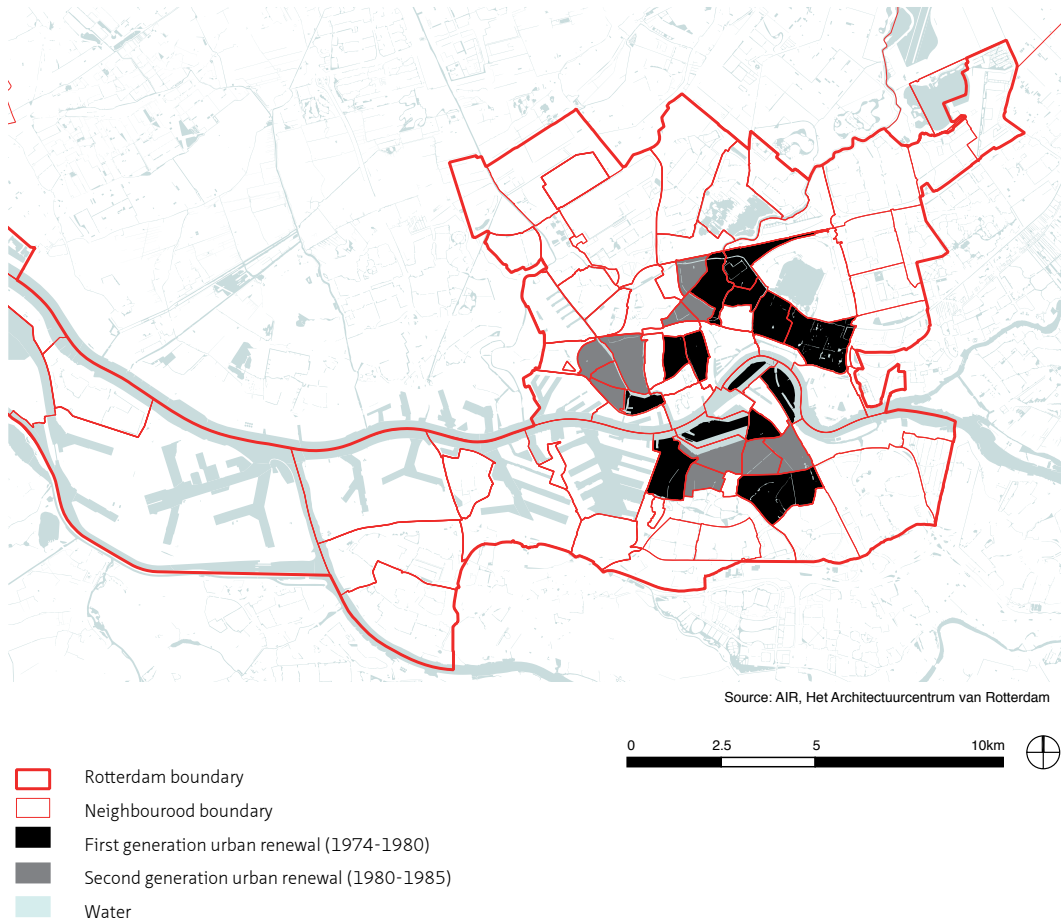 Source: AIR, Het Architectuurcentrum van Rotterdam
0 2.5 5 10km
Rotterdam boundary
Neighbourood boundary
First generation urban renewal (1974-1980)
Second generation urban renewal (1980-1985)
Water